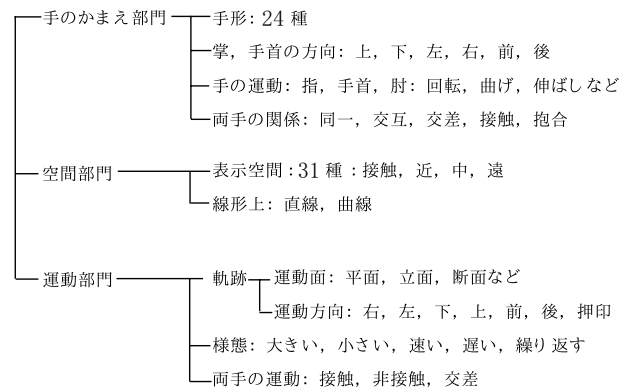 手のかまえ部門 手形: 24 種
掌, 手首の方向: 上, 下, 左, 右, 前, 後
手の運動: 指, 手首, 肘: 回転, 曲げ, 伸ばしなど
両手の関係: 同一, 交互, 交差, 接触, 抱合
空間部門 表示空間 : 31 種 : 接触, 近, 中, 遠
線形上: 直線, 曲線
運動部門 軌跡 運動面: 平面, 立面, 断面など
運動方向: 右, 左, 下, 上, 前, 後, 押印
様態: 大きい, 小さい, 速い, 遅い, 繰り返す
両手の運動: 接触, 非接触, 交差